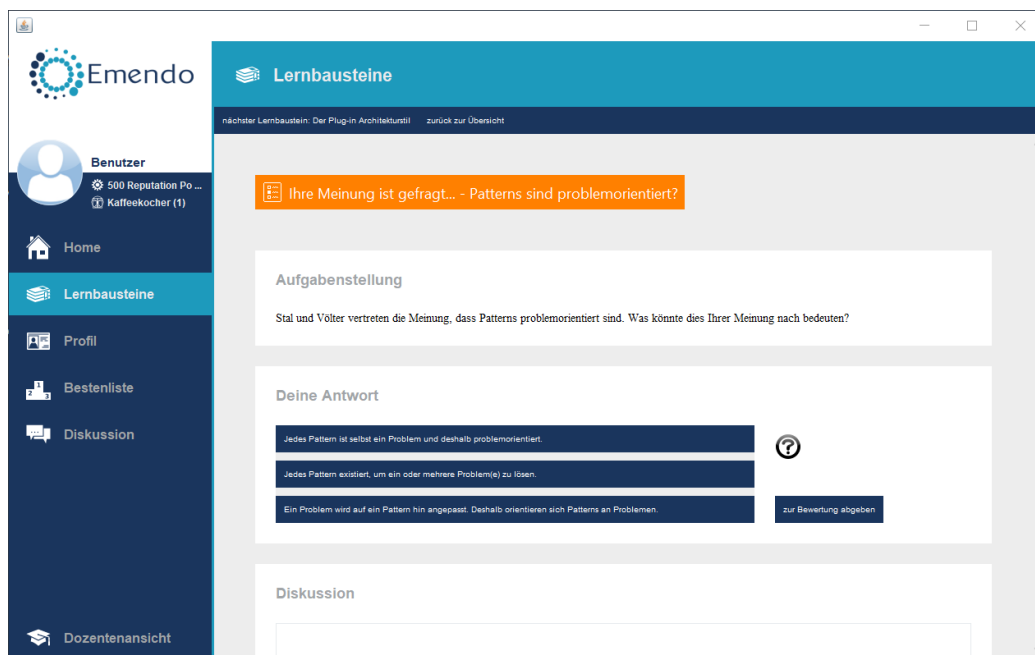 Emendo
Lernbausteine
nächster Lernbaustein: Der Plug-in Architekturstil zurück zur Übersicht
Benutzer
500 Reputation Po ...
Kaffeekocher (1)
Home
Lernbausteine
Profil
Bestenliste
Diskussion
Dozentenansicht
Ihre Meinung ist gefragt... - Patterns sind problemorientiert?
Aufgabenstellung
Stal und Völter vertreten die Meinung, dass Patterns problemorientiert sind. Was könnte dies Ihrer Meinung nach bedeuten?
Deine Antwort
Jedes Pattern ist selbst ein Problem und deshalb problemorientiert.
?
Jedes Pattern existiert, um ein oder mehrere Problem(e) zu lösen.
Ein Problem wird auf ein Pattern hin angepasst. Deshalb orientieren sich Patterns an Problemen. zur Bewertung abgeben
Diskussion